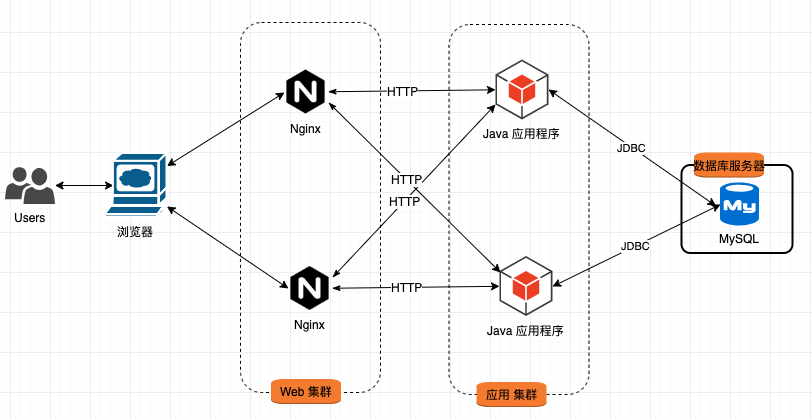 Users
浏览器
Nginx
Nginx
Web 集群
HTTP
HTTP
HTTP
HTTP
Java 应用程序
Java 应用程序
应用 集群
JDBC
JDBC
数据库服务器
My
MySQL